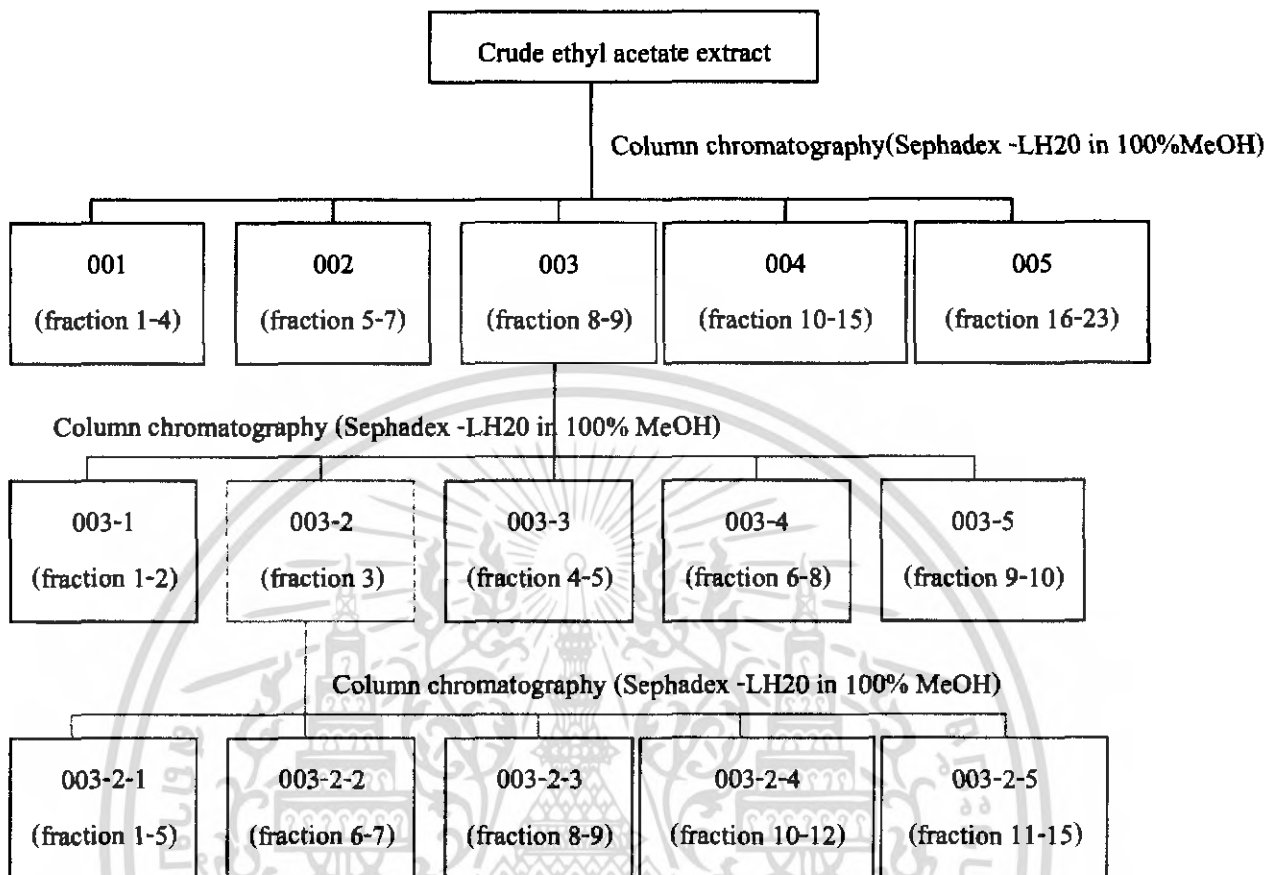 Crude ethyl acetate extract
Column chromatography(Sephadex -LH20 in 100%MeOH)
001
(fraction 1-4)
002
(fraction 5-7)
003
(fraction 8-9)
004
(fraction 10-15)
005
(fraction 16-23)
Column chromatography (Sephadex -LH20 in 100% MeOH)
003-1
(fraction 1-2)
003-2
(fraction 3)
003-3
(fraction 4-5)
003-4
(fraction 6-8)
003-5
(fraction 9-10)
Column chromatography (Sephadex -LH20 in 100% MeOH)
003-2-1
(fraction 1-5)
003-2-2
(fraction 6-7)
003-2-3
(fraction 8-9)
003-2-4
(fraction 10-12)
003-2-5
(fraction 11-15)